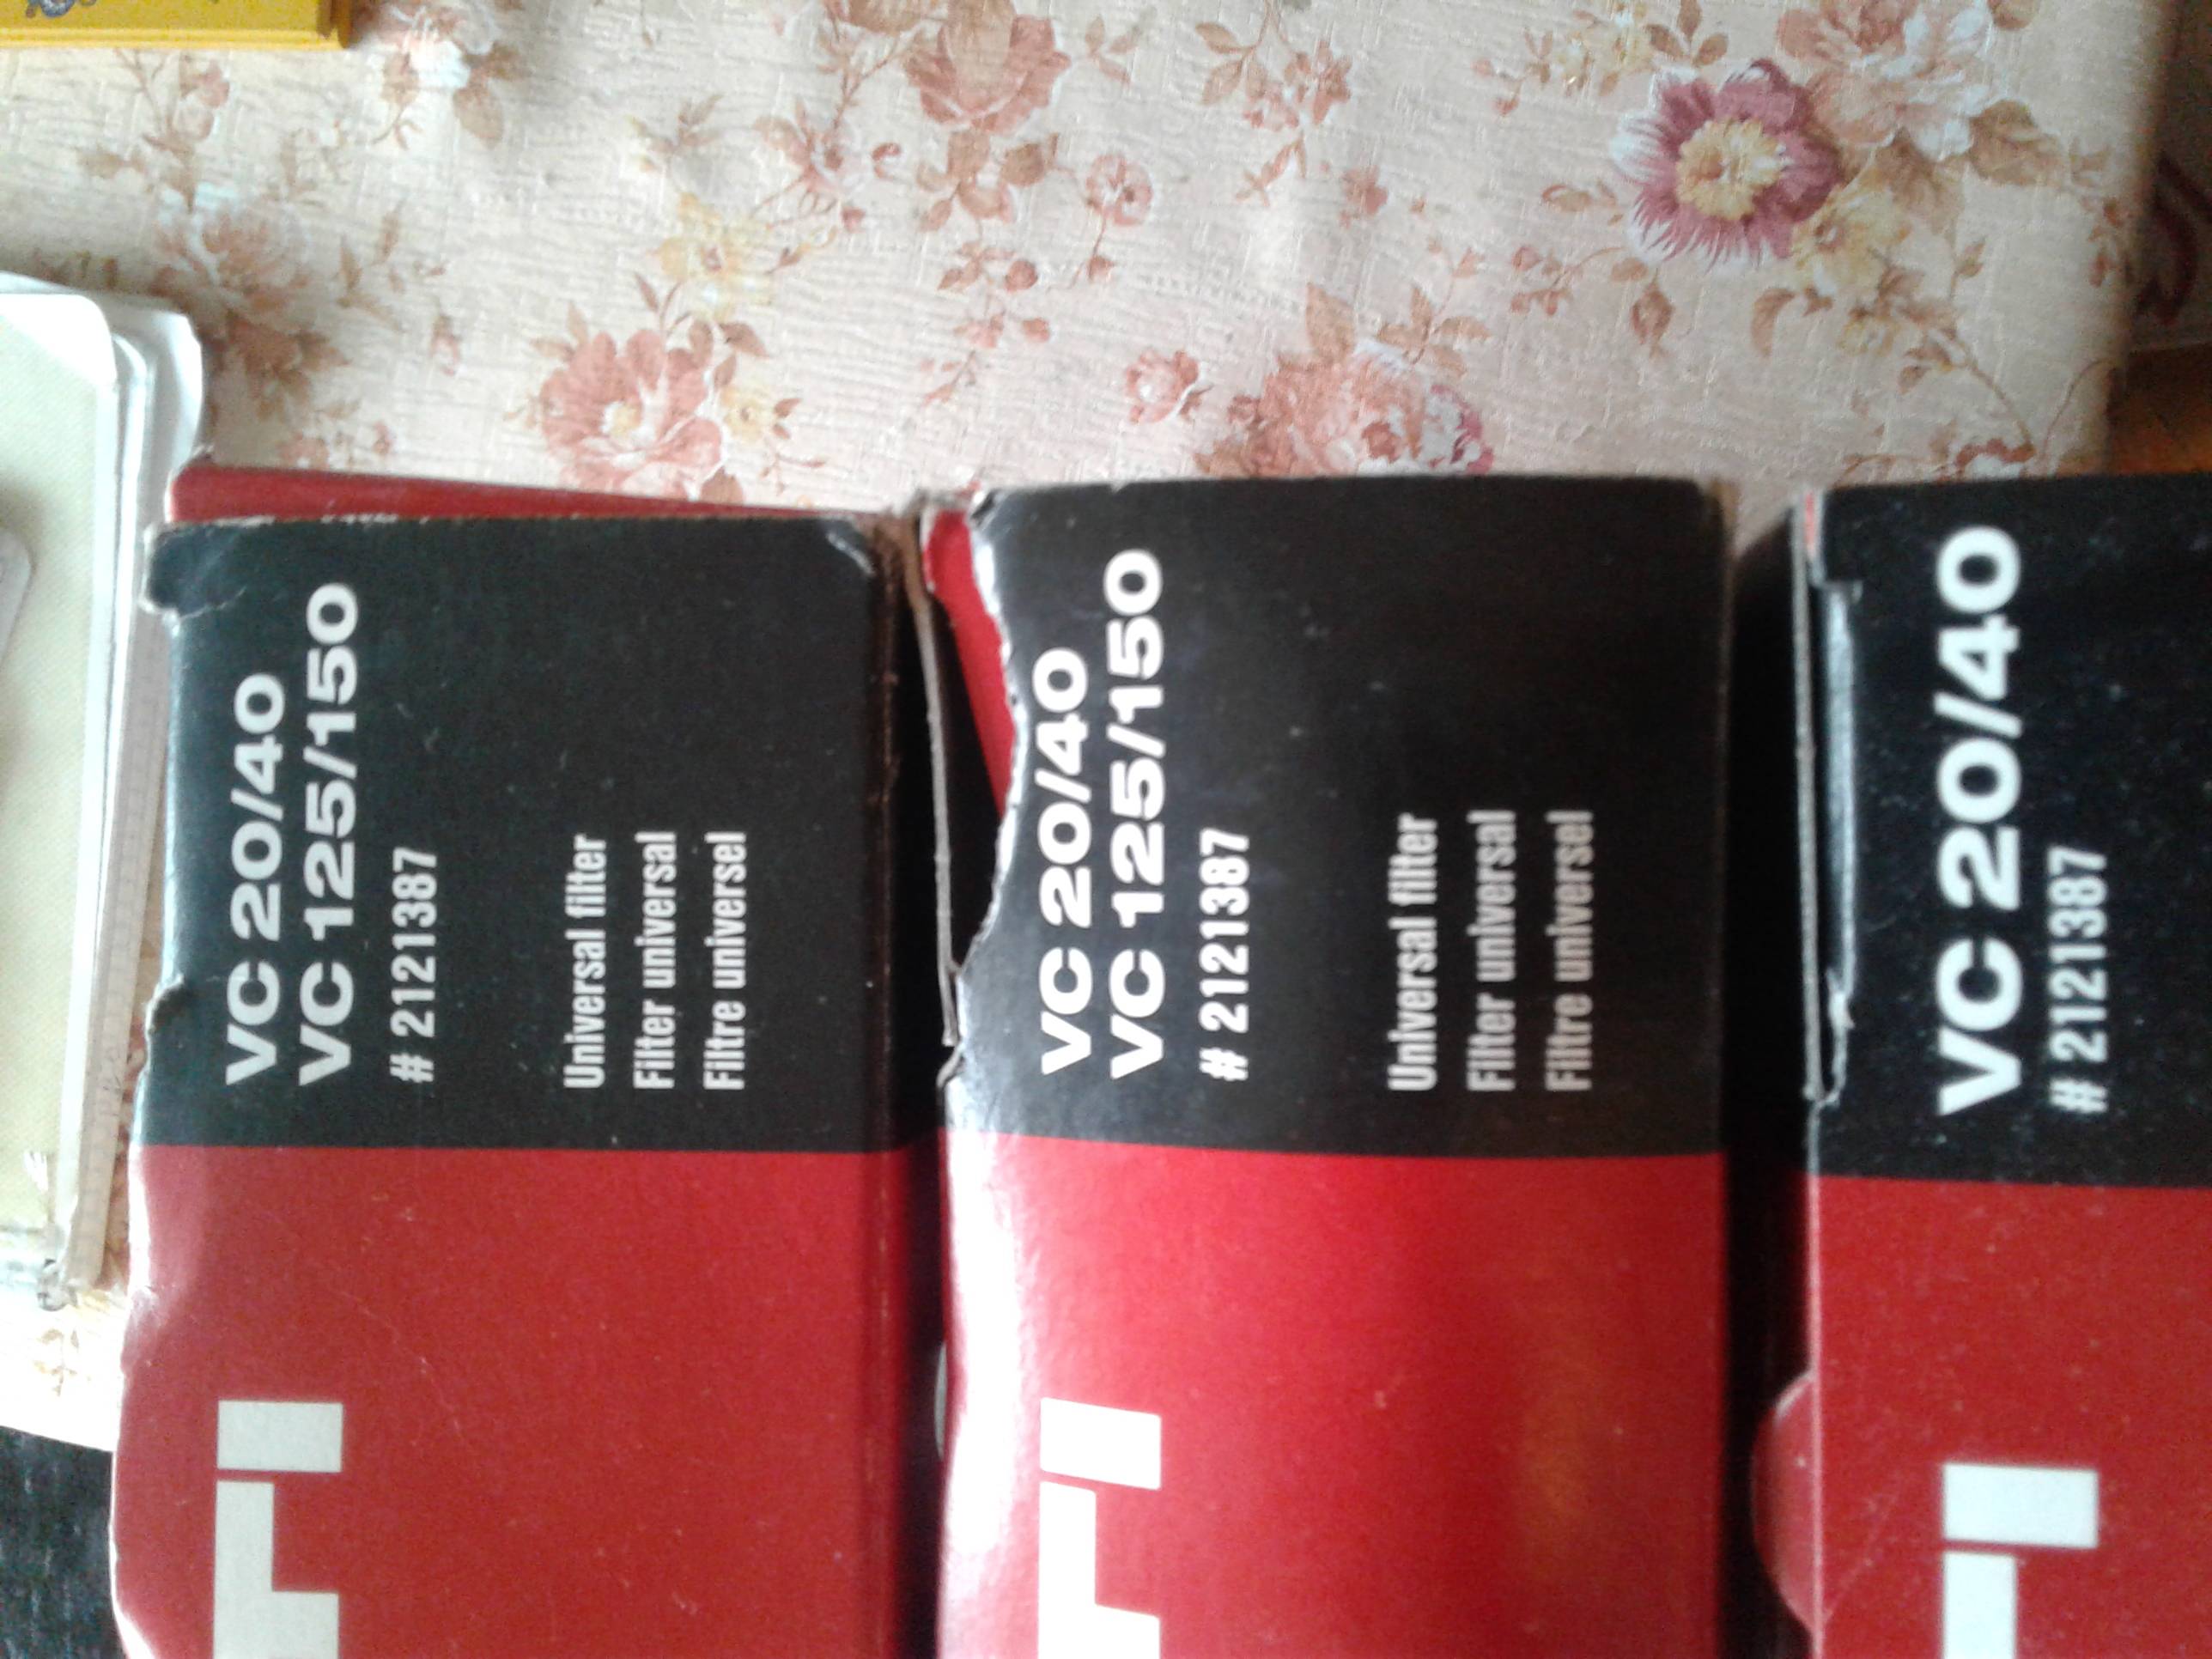 VC 20/40
VC 125/150
# 2121387
Universal filter
Filter universal
Filtre universel
VC 20/40
VC 125/150
# 2121387
Universal filter
Filter universal
Filtre universel
VC 20/40
# 2121387